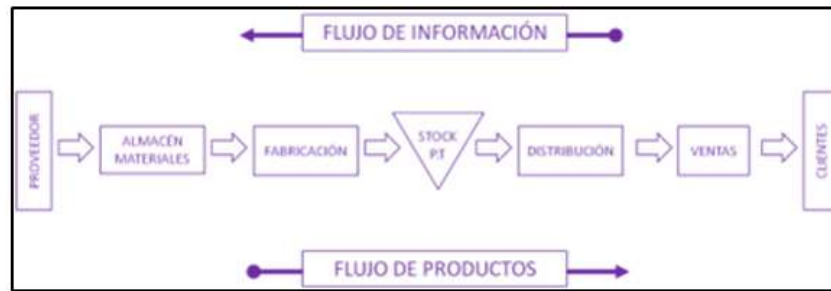 FLUJO DE INFORMACIÓN
PROVEEDOR
ALMACÉN
MATERIALES
FABRICACIÓN
STOCK
P.T
DISTRIBUCIÓN
VENTAS
CLIENTES
FLUJO DE PRODUCTOS